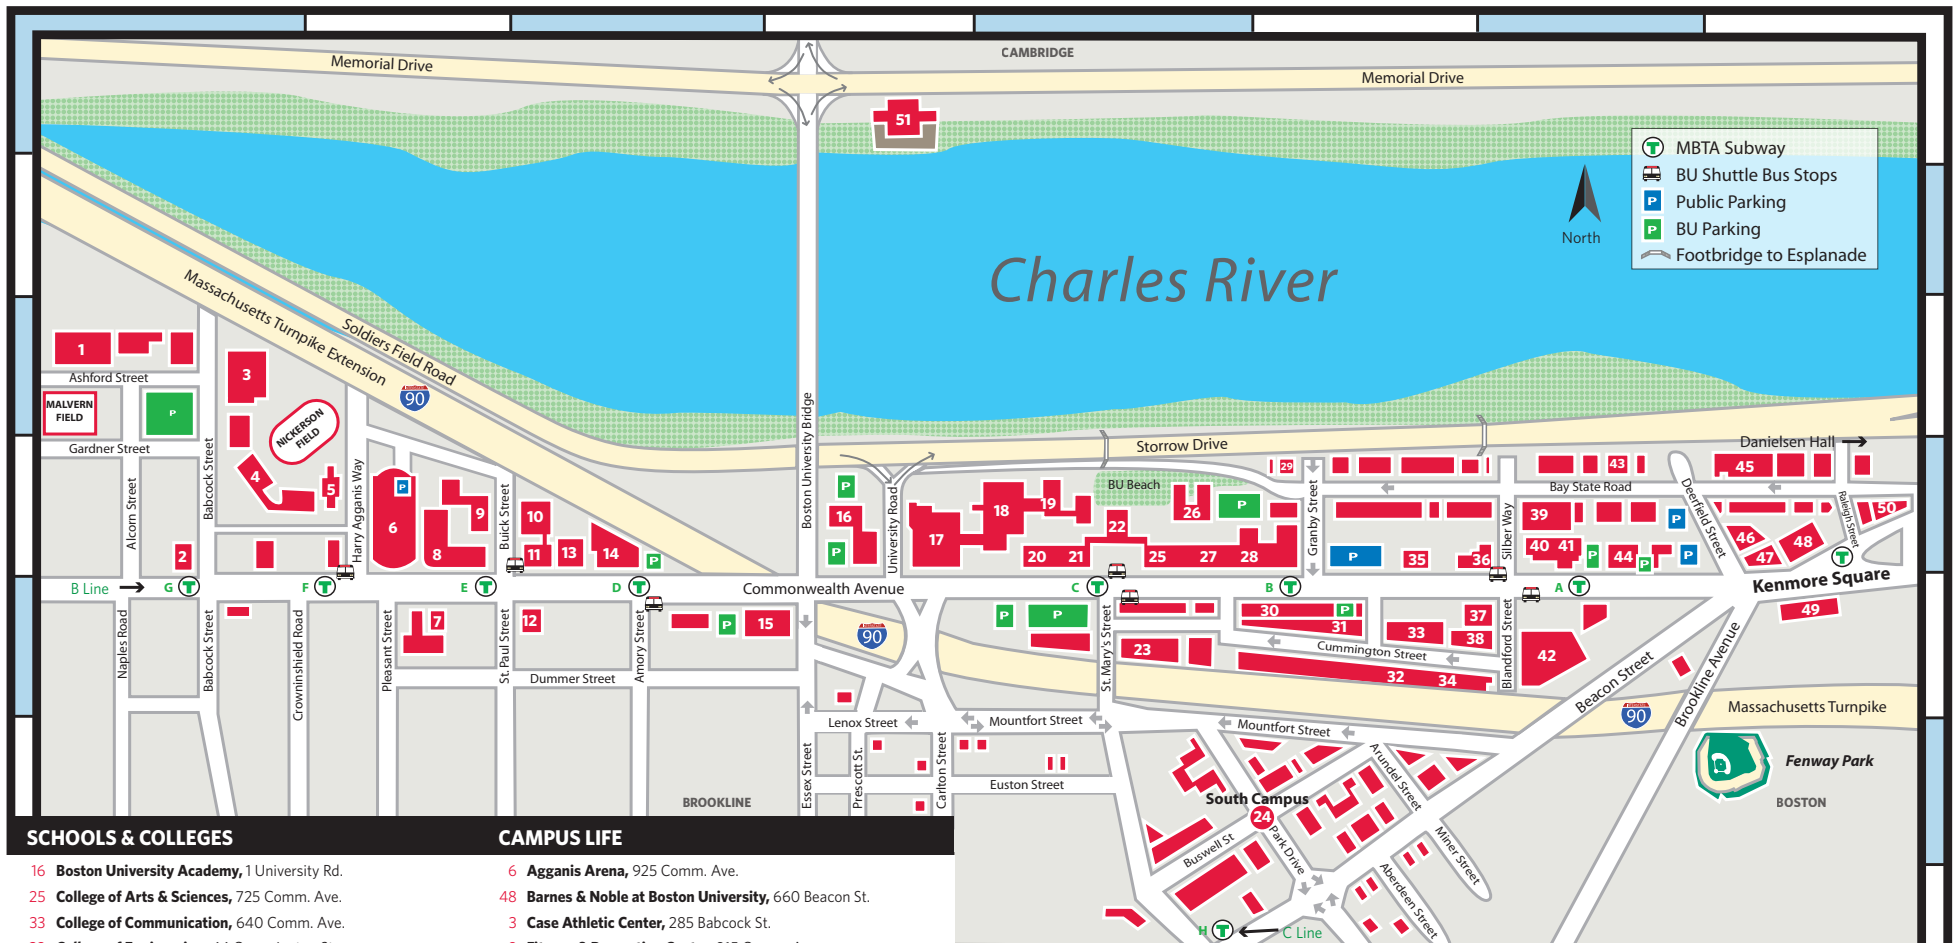 CAMBRIDGE
Memorial Drive
Memorial Drive
51
MBTA Subway
BU Shuttle Bus Stops
P Public Parking
P BU Parking
Footbridge to Esplanade
North
Charles River
Massachusetts Turnpike Extension
Soldiers Field Road
90
1
Ashford Street
MALVERN
FIELD
P
Gardner Street
3
NICKERSON
FIELD
4
5
Alcorn Street
Babcock Street
Harry Agganis Way
2
P
6
8
9
Buick Street
10
11
13
14
P
Boston University Bridge
P
16
P
University Road
17
18
19
Storrow Drive
BU Beach
20
21
22
25
26
27
28
P
29
Granby Street
P
35
36
Silber Way
Bay State Road
43
39
40
41
P
44
P
P
P
Danielsen Hall
45
Deerfield Street
Raleigh Street
50
46
47
48
T
B Line
G T
F T
E T
D T
Commonwealth Avenue
C T
B T
A T
Kenmore Square
49
Naples Road
Babcock Street
Crowninshield Road
Pleasant Street
7
St. Paul Street
12
Dummer Street
Amory Street
P
15
90
P
P
St. Mary's Street
23
30
P
31
Cummington Street
32
34
33
37
38
Blandford Street
42
Beacon Street
Brookline Avenue
90
Massachusetts Turnpike
Lenox Street
Mountfort Street
Mountfort Street
Essex Street
Prescott St.
Carlton Street
Euston Street
BROOKLINE
South Campus
24
Buswell St
Park Drive
Arundel Street
Miner Street
Aberdeen Street
H T
C Line
Fenway Park
BOSTON
SCHOOLS & COLLEGES
16 Boston University Academy, 1 University Rd.
25 College of Arts & Sciences, 725 Comm. Ave.
33 College of Communication, 640 Comm. Ave.
CAMPUS LIFE
6 Agganis Arena, 925 Comm. Ave.
48 Barnes & Noble at Boston University, 660 Beacon St.
3 Case Athletic Center, 285 Babcock St.